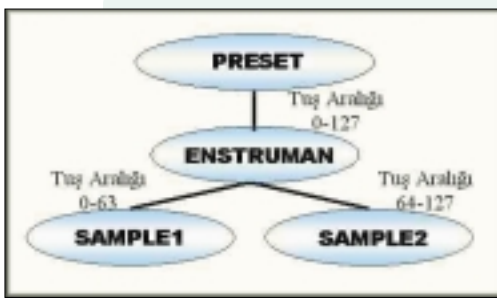 PRESET
Tuş Aralığı
0-127
ENSTRUMAN
Tuş Aralığı
0-63
Tuş Aralığı
64-127
SAMPLE1
SAMPLE2